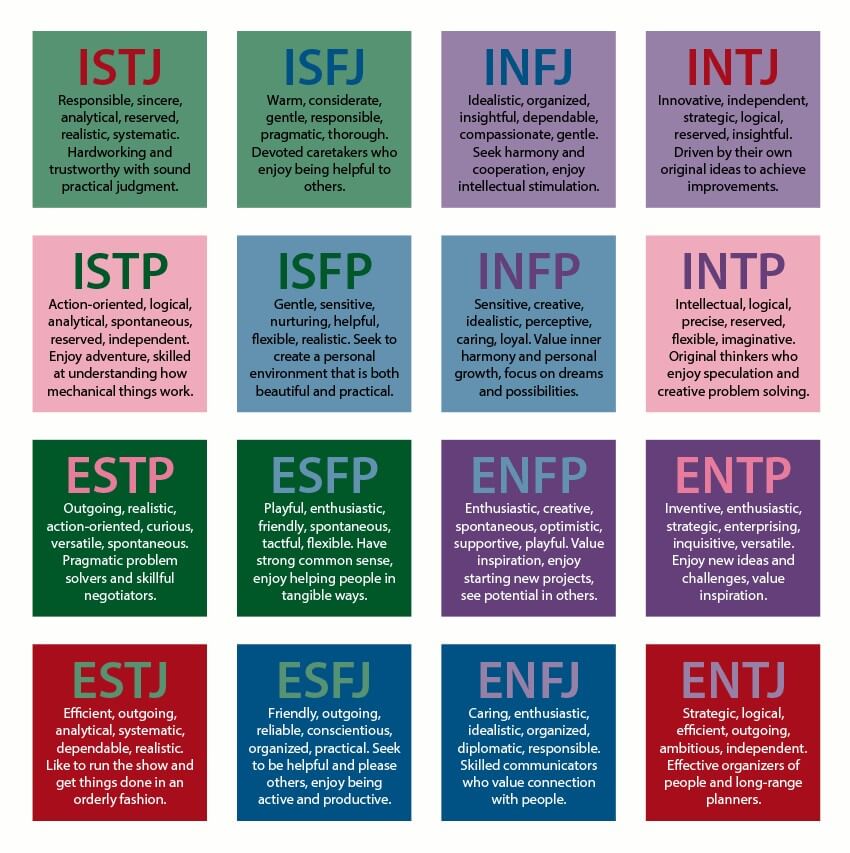 ISTJ
Responsible, sincere,
analytical, reserved,
realistic, systematic.
Hardworking and
trustworthy with sound
practical judgment.
ISFJ
Warm, considerate,
gentle, responsible,
pragmatic, thorough.
Devoted caretakers who
enjoy being helpful to
others.
INFJ
Idealistic, organized,
insightful, dependable,
compassionate, gentle.
Seek harmony and
cooperation, enjoy
intellectual stimulation.
INTJ
Innovative, independent,
strategic, logical,
reserved, insightful.
Driven by their own
original ideas to achieve
improvements.
ISTP
Action-oriented, logical,
analytical, spontaneous,
reserved, independent.
Enjoy adventure, skilled
at understanding how
mechanical things work.
ISFP
Gentle, sensitive,
nurturing, helpful,
flexible, realistic. Seek to
create a personal
environment that is both
beautiful and practical.
INFP
Sensitive, creative,
idealistic, perceptive,
caring, loyal. Value inner
harmony and personal
growth, focus on dreams
and possibilities.
INTP
Intellectual, logical,
precise, reserved,
flexible, imaginative.
Original thinkers who
enjoy speculation and
creative problem solving.
ESTP
Outgoing, realistic,
action-oriented, curious,
versatile, spontaneous.
Pragmatic problem
solvers and skillful
negotiators.
ESFP
Playful, enthusiastic,
friendly, spontaneous,
tactful, flexible. Have
strong common sense,
enjoy helping people in
tangible ways.
ENFP
Enthusiastic, creative,
spontaneous, optimistic,
supportive, playful. Value
inspiration, enjoy
starting new projects,
see potential in others.
ENTP
Inventive, enthusiastic,
strategic, enterprising,
inquisitive, versatile.
Enjoy new ideas and
challenges, value
inspiration.
ESTJ
Efficient, outgoing,
analytical, systematic,
dependable, realistic.
Like to run the show and
get things done in an
orderly fashion.
ESFJ
Friendly, outgoing,
reliable, conscientious,
organized, practical. Seek
to be helpful and please
others, enjoy being
active and productive.
ENFJ
Caring, enthusiastic,
idealistic, organized,
diplomatic, responsible.
Skilled communicators
who value connection
with people.
ENTJ
Strategic, logical,
efficient, outgoing,
ambitious, independent.
Effective organizers of
people and long-range
planners.